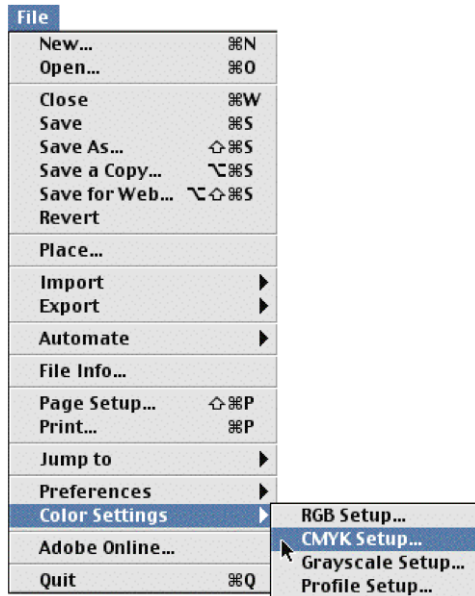 File
New... ⌘N
Open... ⌘O
Close ⌘W
Save ⌘S
Save As... ⇧⌘S
Save a Copy... ⌥⌘S
Save for Web... ⌥⇧⌘S
Revert
Place...
Import
Export
Automate
File Info...
Page Setup... ⇧⌘P
Print... ⌘P
Jump to
Preferences
Color Settings
RGB Setup...
CMYK Setup...
Grayscale Setup...
Profile Setup...
Adobe Online...
Quit ⌘Q